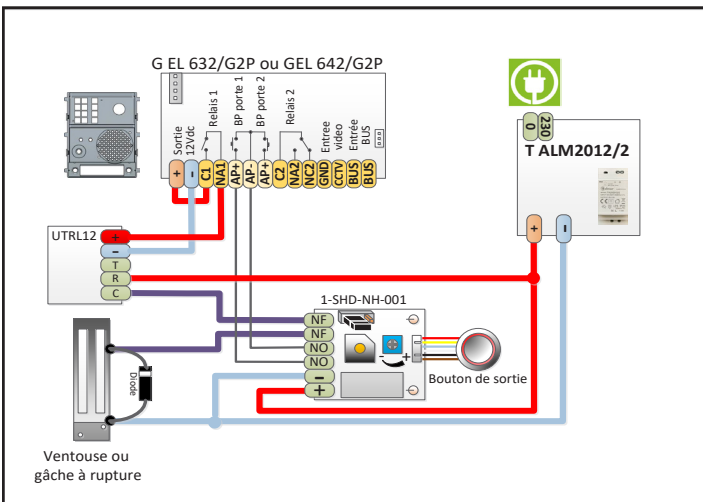 G EL 632/G2P ou GEL 642/G2P
Sortie
12Vdc
Relais 1
BP porte 1
BP porte 2
Relais 2
Entree
video
Entrée
BUS
+
−
C1
NA1
AP+
AP-
AP+
C2
NA2
NC2
GND
CCTV
BUS
BUS
0
230
T ALM2012/2
+
−
UTRL12
+
−
T
R
C
1-SHD-NH-001
NF
NF
NO
NO
−
+
- +
Bouton de sortie
Diode
Ventouse ou
gâche à rupture